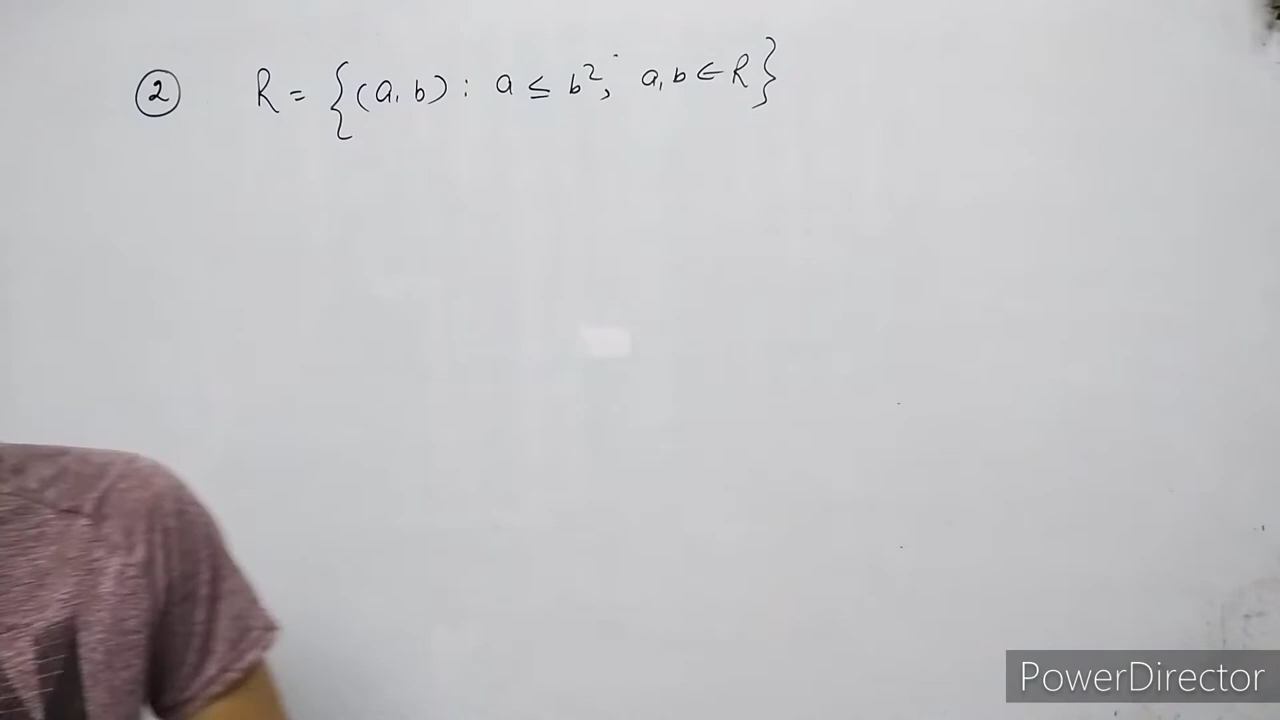 ② R = {(a, b) : a ≤ b², a, b ∈ R}
PowerDirector